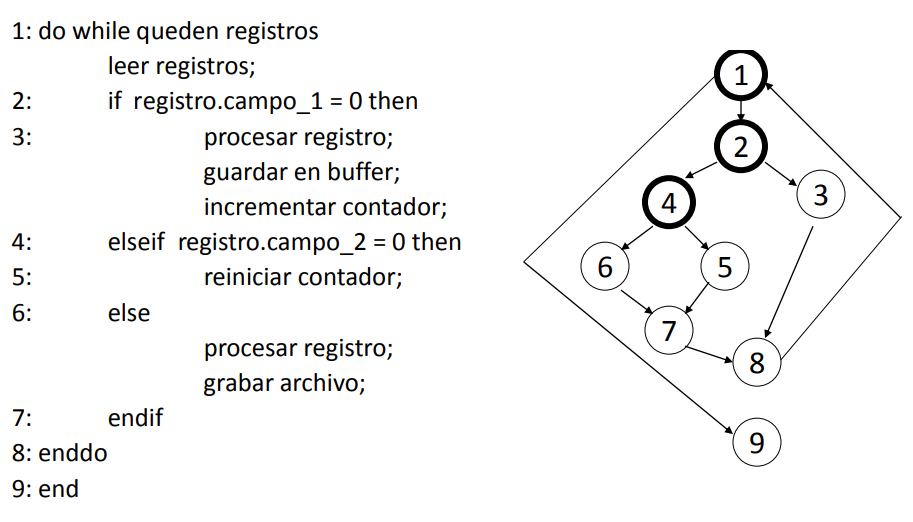 1: do while queden registros
leer registros;
2: if registro.campo_1 = 0 then
3: procesar registro;
guardar en buffer;
incrementar contador;
4: elseif registro.campo_2 = 0 then
5: reiniciar contador;
6: else
procesar registro;
grabar archivo;
7: endif
8: enddo
9: end
1
2
3
4
6
5
7
8
9